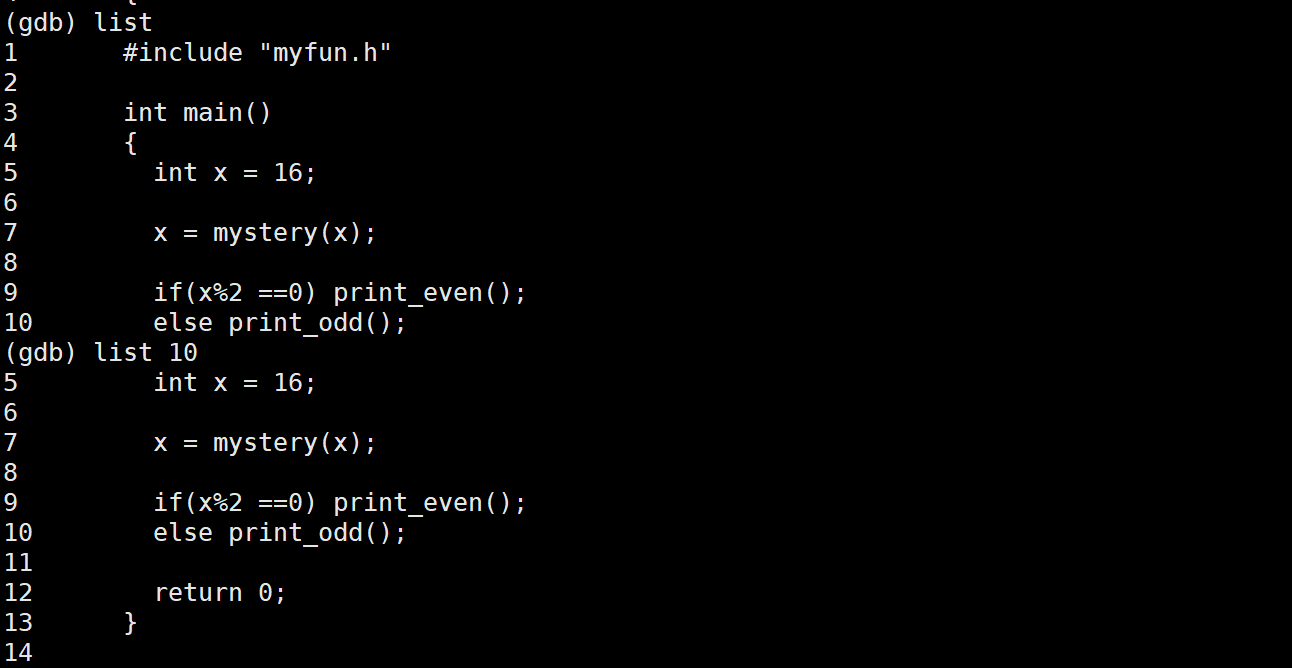 (gdb) list
1       #include "myfun.h"
2
3       int main()
4       {
5         int x = 16;
6
7         x = mystery(x);
8
9         if(x%2 ==0) print_even();
10        else print_odd();
(gdb) list 10
5         int x = 16;
6
7         x = mystery(x);
8
9         if(x%2 ==0) print_even();
10        else print_odd();
11
12        return 0;
13      }
14